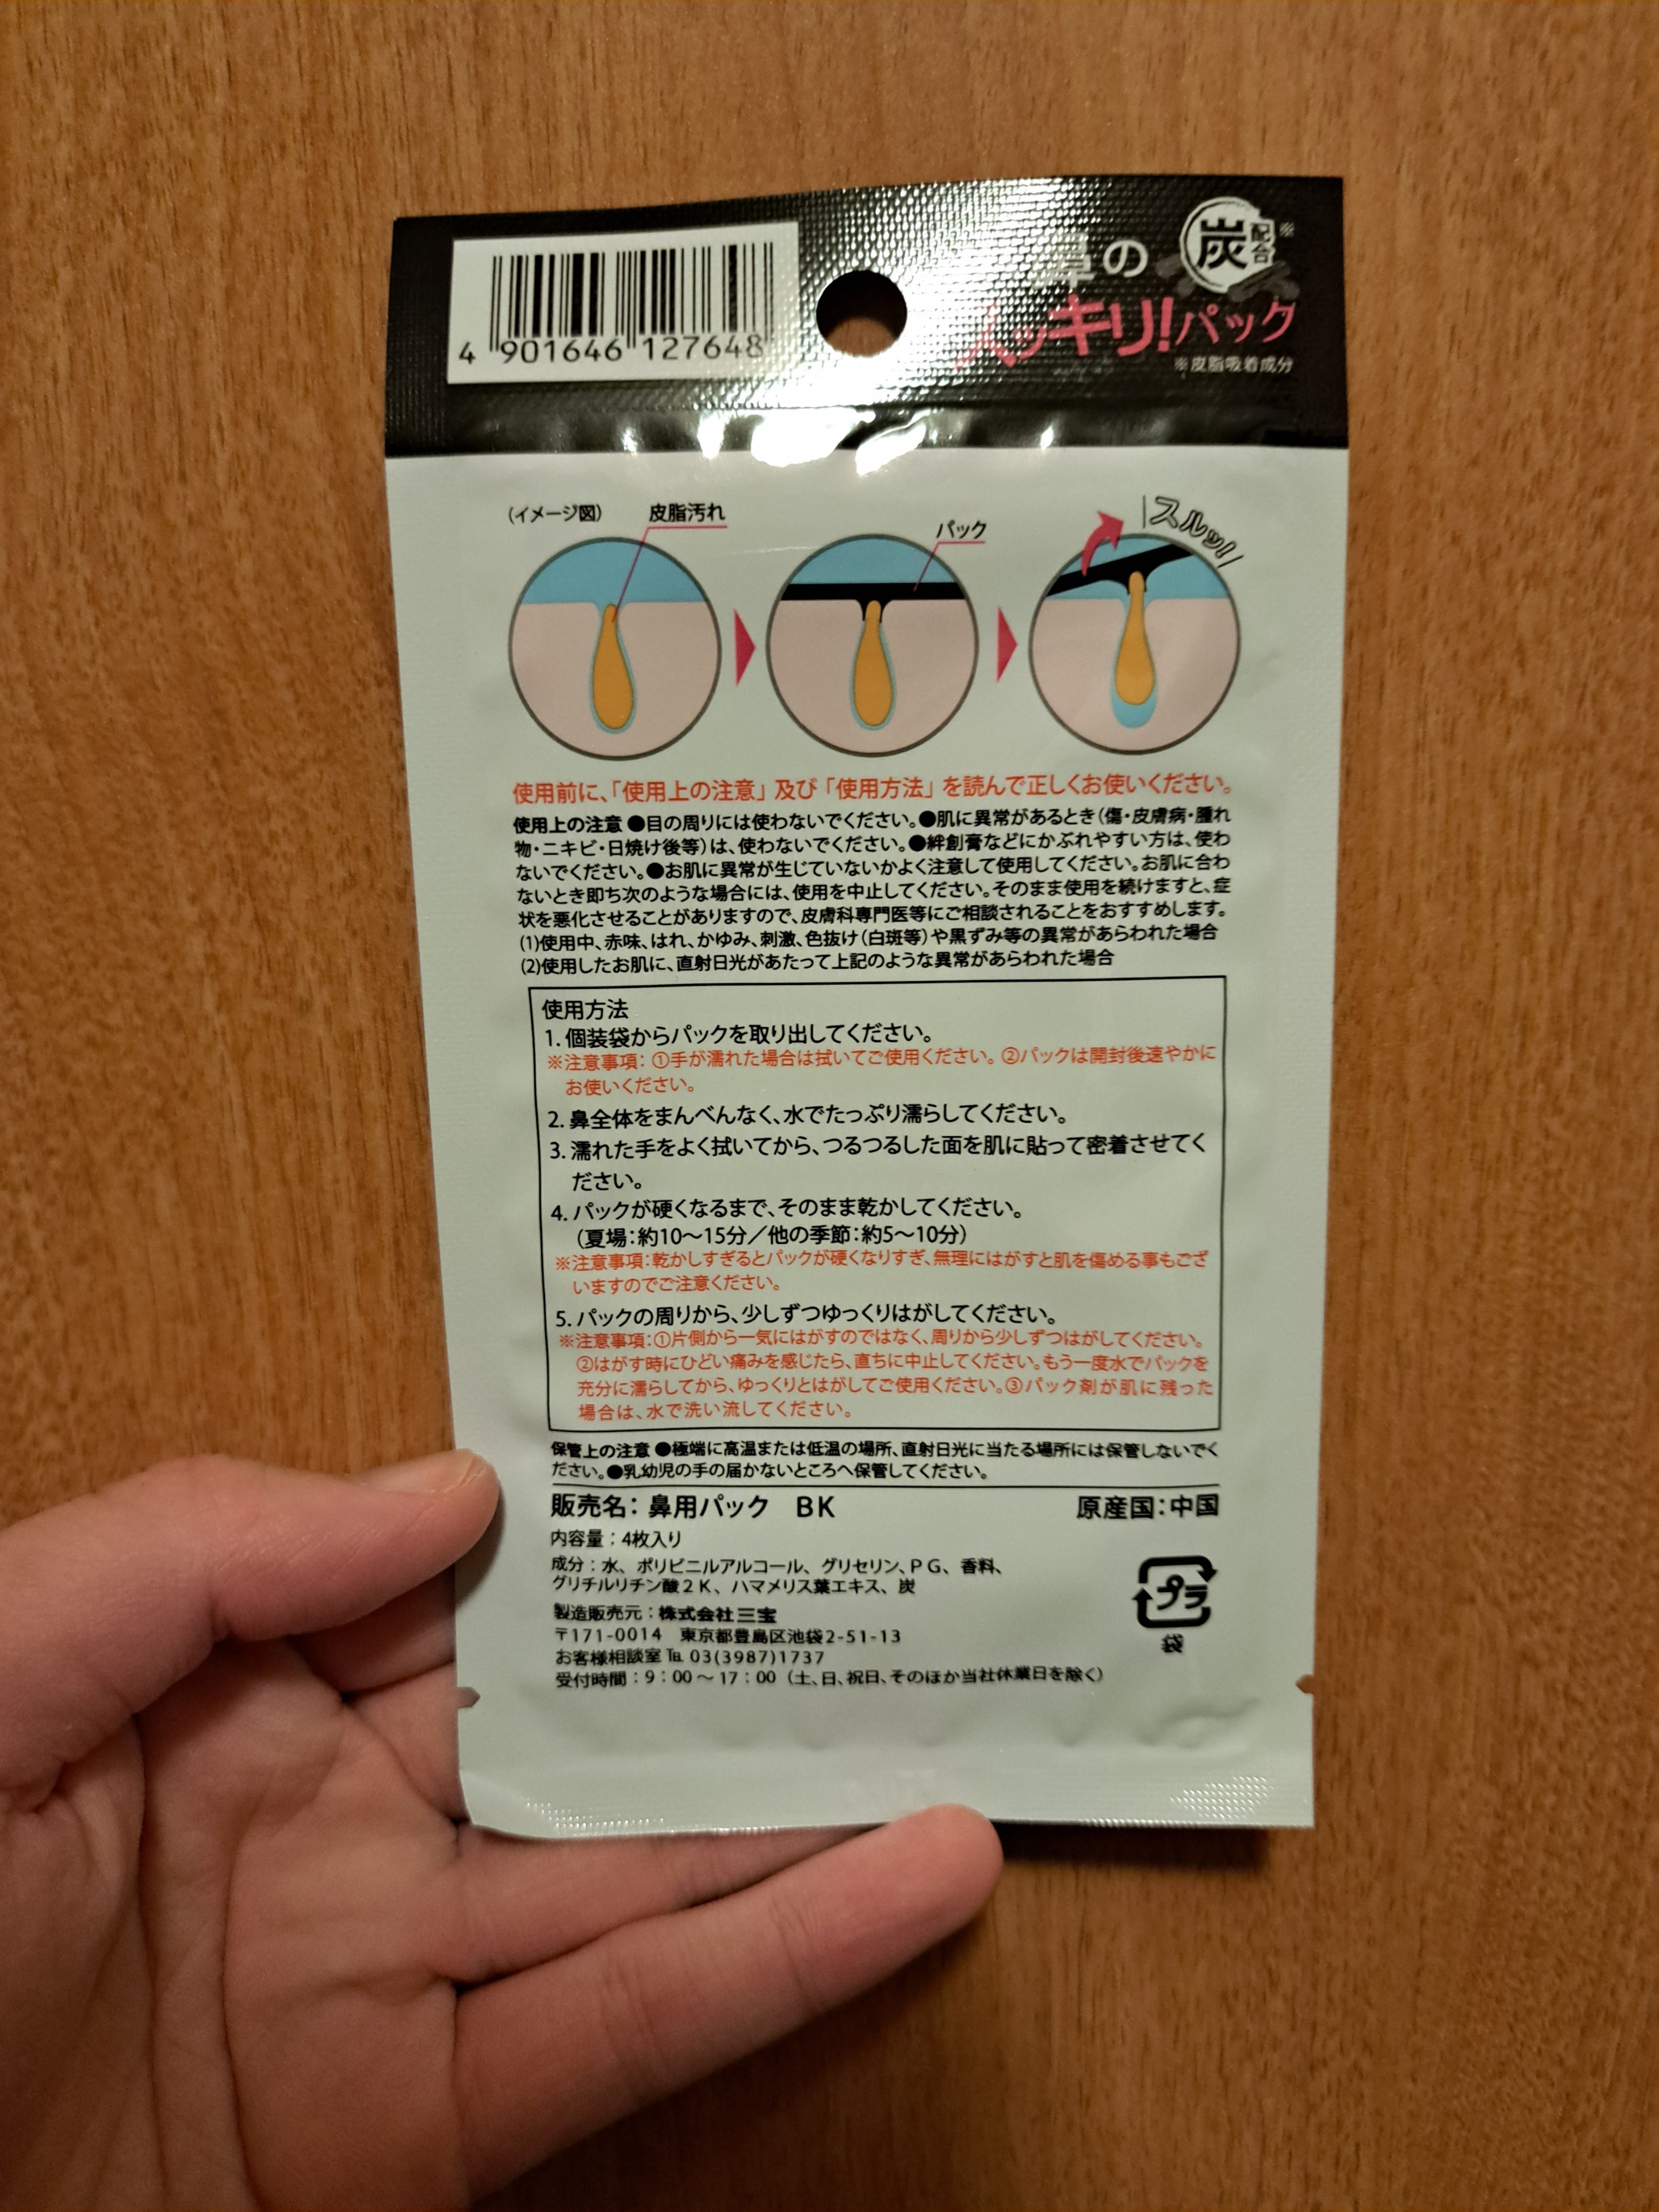 4 901646 127648
の
炭
配合
※
ッキリ!パック
※皮脂吸着成分
(イメージ図)
皮脂汚れ
パック
スルッ!
使用前に、「使用上の注意」及び「使用方法」を読んで正しくお使いください。
使用上の注意 ●目の周りには使わないでください。●肌に異常があるとき(傷・皮膚病・腫れ
物・ニキビ・日焼け後等)は、使わないでください。●絆創膏などにかぶれやすい方は、使わ
ないでください。●お肌に異常が生じていないかよく注意して使用してください。お肌に合わ
ないとき即ち次のような場合には、使用を中止してください。そのまま使用を続けますと、症
状を悪化させることがありますので、皮膚科専門医等にご相談されることをおすすめします。
(1)使用中、赤味、はれ、かゆみ、刺激、色抜け(白斑等)や黒ずみ等の異常があらわれた場合
(2)使用したお肌に、直射日光があたって上記のような異常があらわれた場合
使用方法
1. 個装袋からパックを取り出してください。
※注意事項: ①手が濡れた場合は拭いてご使用ください。②パックは開封後速やかに
お使いください。
2. 鼻全体をまんべんなく、水でたっぷり濡らしてください。
3. 濡れた手をよく拭いてから、つるつるした面を肌に貼って密着させてく
ださい。
4. パックが硬くなるまで、そのまま乾かしてください。
(夏場:約10〜15分/他の季節:約5〜10分)
※注意事項:乾かしすぎるとパックが硬くなりすぎ、無理にはがすと肌を傷める事もござ
いますのでご注意ください。
5. パックの周りから、少しずつゆっくりはがしてください。
※注意事項:①片側から一気にはがすのではなく、周りから少しずつはがしてください。
②はがす時にひどい痛みを感じたら、直ちに中止してください。もう一度水でパックを
充分に濡らしてから、ゆっくりとはがしてご使用ください。③パック剤が肌に残った
場合は、水で洗い流してください。
保管上の注意 ●極端に高温または低温の場所、直射日光に当たる場所には保管しないでく
ださい。●乳幼児の手の届かないところへ保管してください。
販売名: 鼻用パック BK 原産国:中国
内容量:4枚入り
成分:水、ポリビニルアルコール、グリセリン、PG、香料、
グリチルリチン酸2K、ハマメリス葉エキス、炭
製造販売元:株式会社三宝
〒171-0014 東京都豊島区池袋2-51-13
お客様相談室℡ 03(3987)1737
受付時間:9:00〜17:00(土、日、祝日、そのほか当社休業日を除く)
プラ
袋